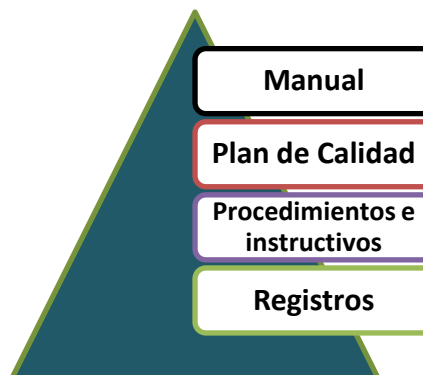 Manual
Plan de Calidad
Procedimientos e
instructivos
Registros